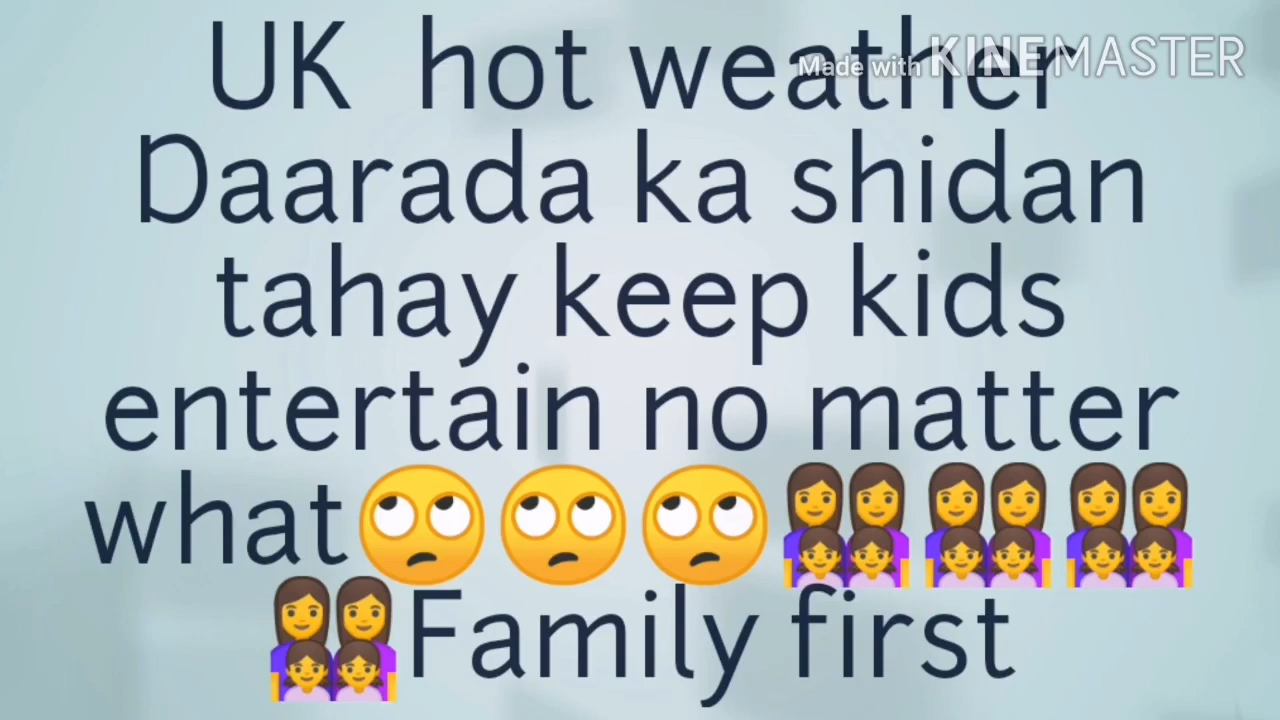 UK hot weather
Made with KINEMASTER
Daarada ka shidan
tahay keep kids
entertain no matter
what🙄🙄🙄👩‍👩‍👧‍👧👩‍👩‍👧‍👧👩‍👩‍👧‍👧
👩‍👩‍👧‍👧Family first